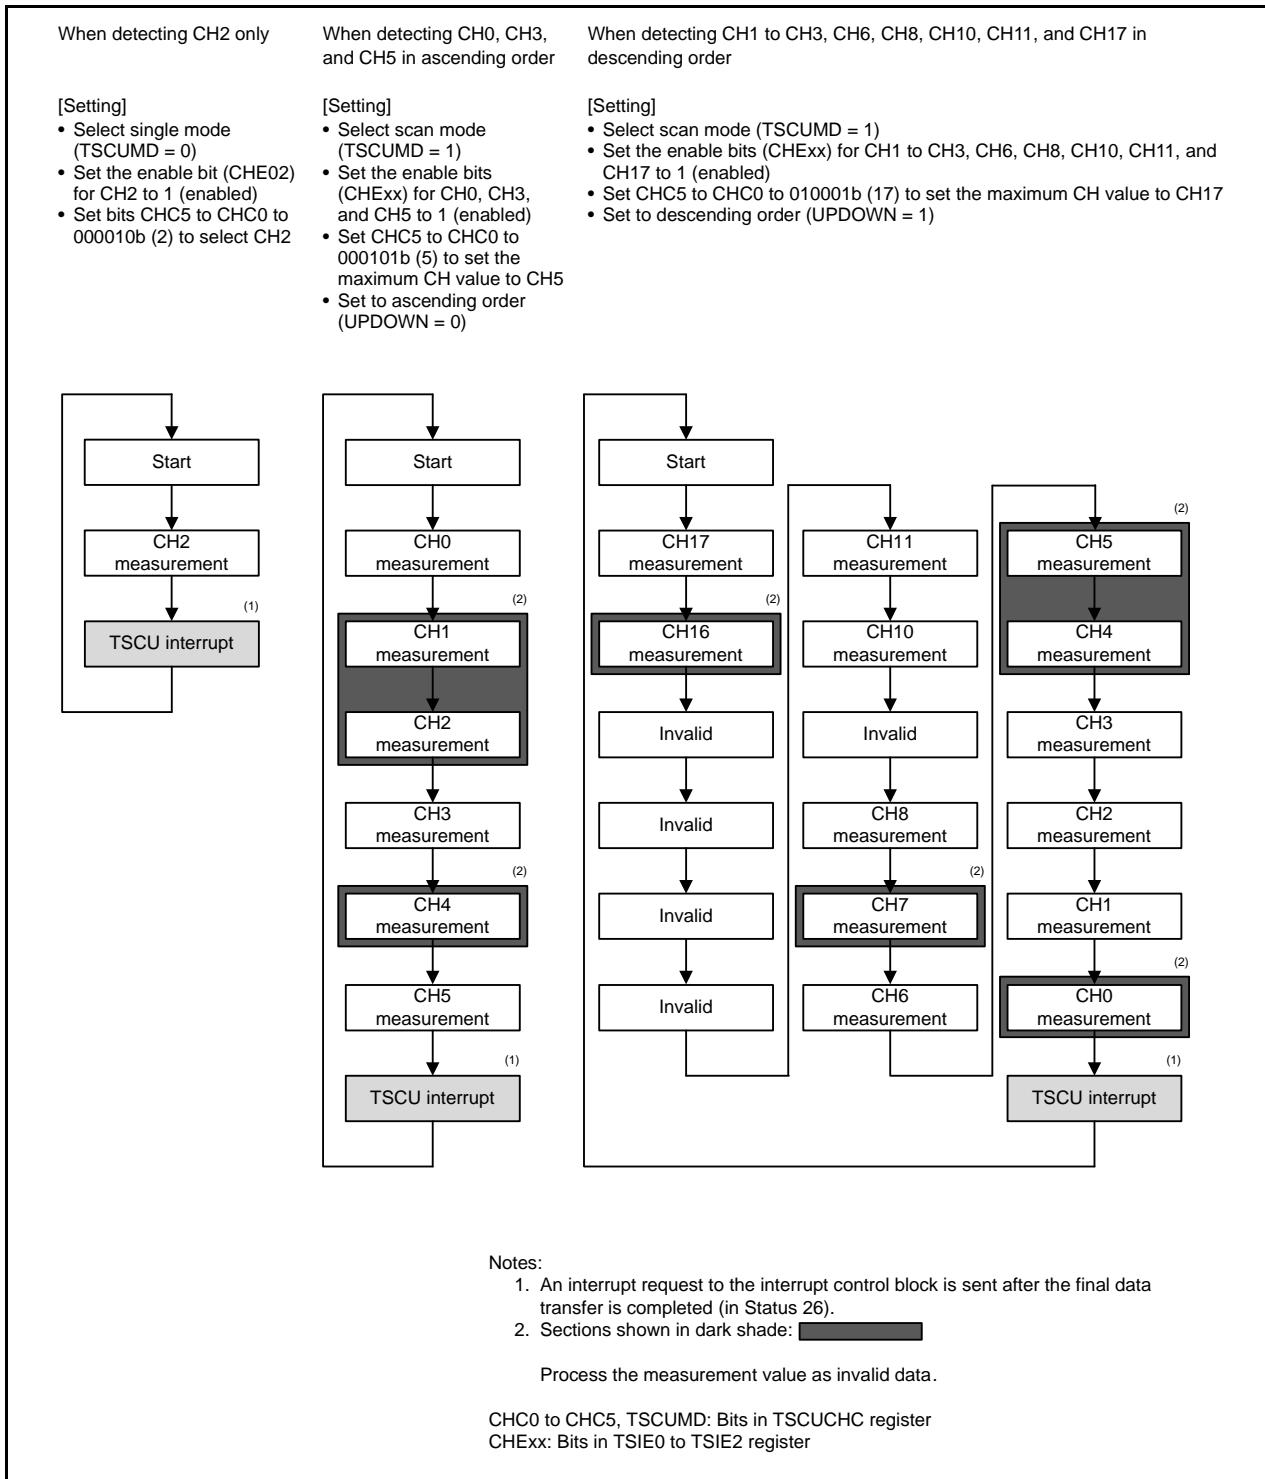 When detecting CH2 only
[Setting]
• Select single mode
(TSCUMD = 0)
• Set the enable bit (CHE02)
for CH2 to 1 (enabled)
• Set bits CHC5 to CHC0 to
000010b (2) to select CH2
When detecting CH0, CH3,
and CH5 in ascending order
[Setting]
• Select scan mode
(TSCUMD = 1)
• Set the enable bits
(CHExx) for CH0, CH3,
and CH5 to 1 (enabled)
• Set CHC5 to CHC0 to
000101b (5) to set the
maximum CH value to CH5
• Set to ascending order
(UPDOWN = 0)
When detecting CH1 to CH3, CH6, CH8, CH10, CH11, and CH17 in
descending order
[Setting]
• Select scan mode (TSCUMD = 1)
• Set the enable bits (CHExx) for CH1 to CH3, CH6, CH8, CH10, CH11, and
CH17 to 1 (enabled)
• Set CHC5 to CHC0 to 010001b (17) to set the maximum CH value to CH17
• Set to descending order (UPDOWN = 1)
Start
CH2
measurement
(1)
TSCU interrupt
Start
CH0
measurement
(2)
CH1
measurement
CH2
measurement
CH3
measurement
(2)
CH4
measurement
CH5
measurement
(1)
TSCU interrupt
Start
CH17
measurement
(2)
CH16
measurement
Invalid
Invalid
Invalid
Invalid
CH11
measurement
CH10
measurement
Invalid
CH8
measurement
(2)
CH7
measurement
CH6
measurement
(2)
CH5
measurement
CH4
measurement
CH3
measurement
CH2
measurement
CH1
measurement
(2)
CH0
measurement
(1)
TSCU interrupt
Notes:
1. An interrupt request to the interrupt control block is sent after the final data
transfer is completed (in Status 26).
2. Sections shown in dark shade:
Process the measurement value as invalid data.
CHC0 to CHC5, TSCUMD: Bits in TSCUCHC register
CHExx: Bits in TSIE0 to TSIE2 register